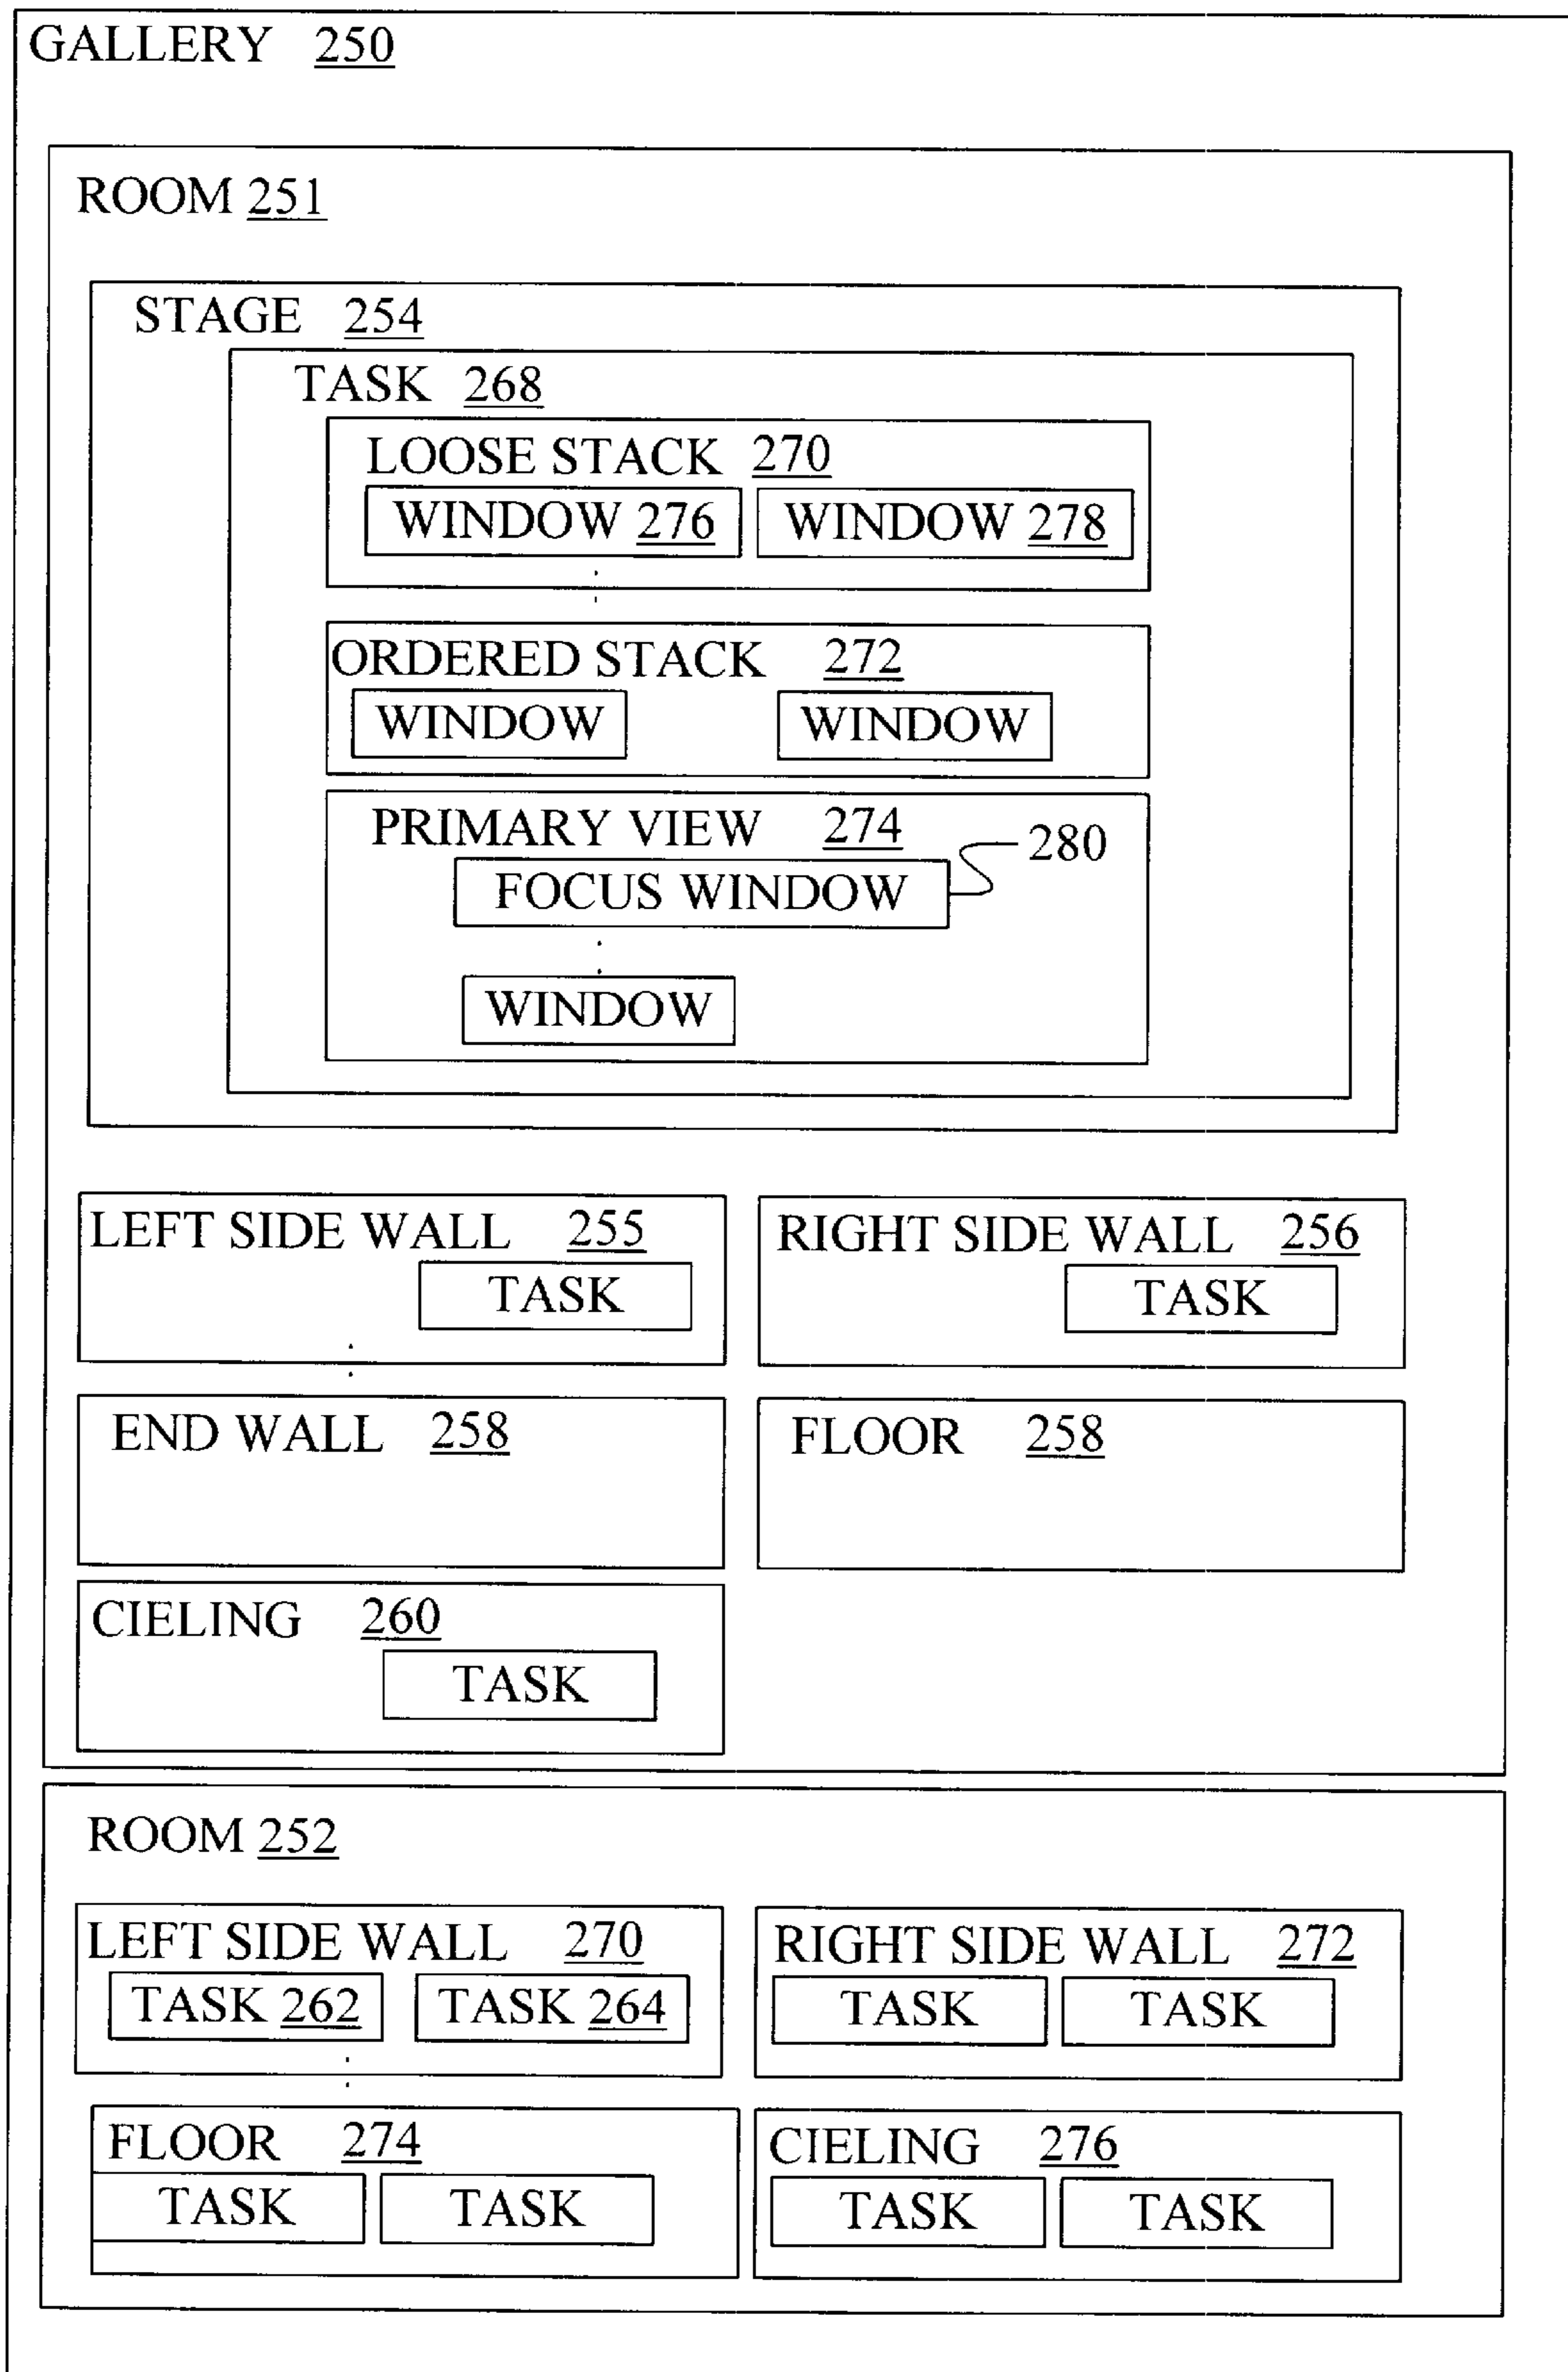 GALLERY 250
ROOM 251
STAGE 254
TASK 268
LOOSE STACK 270
WINDOW 276 WINDOW 278
ORDERED STACK 272
WINDOW WINDOW
PRIMARY VIEW 274
280
FOCUS WINDOW
WINDOW
LEFT SIDE WALL 255
TASK
RIGHT SIDE WALL 256
TASK
END WALL 258
FLOOR 258
CIELING 260
TASK
ROOM 252
LEFT SIDE WALL 270
TASK 262 TASK 264
RIGHT SIDE WALL 272
TASK TASK
FLOOR 274
TASK TASK
CIELING 276
TASK TASK